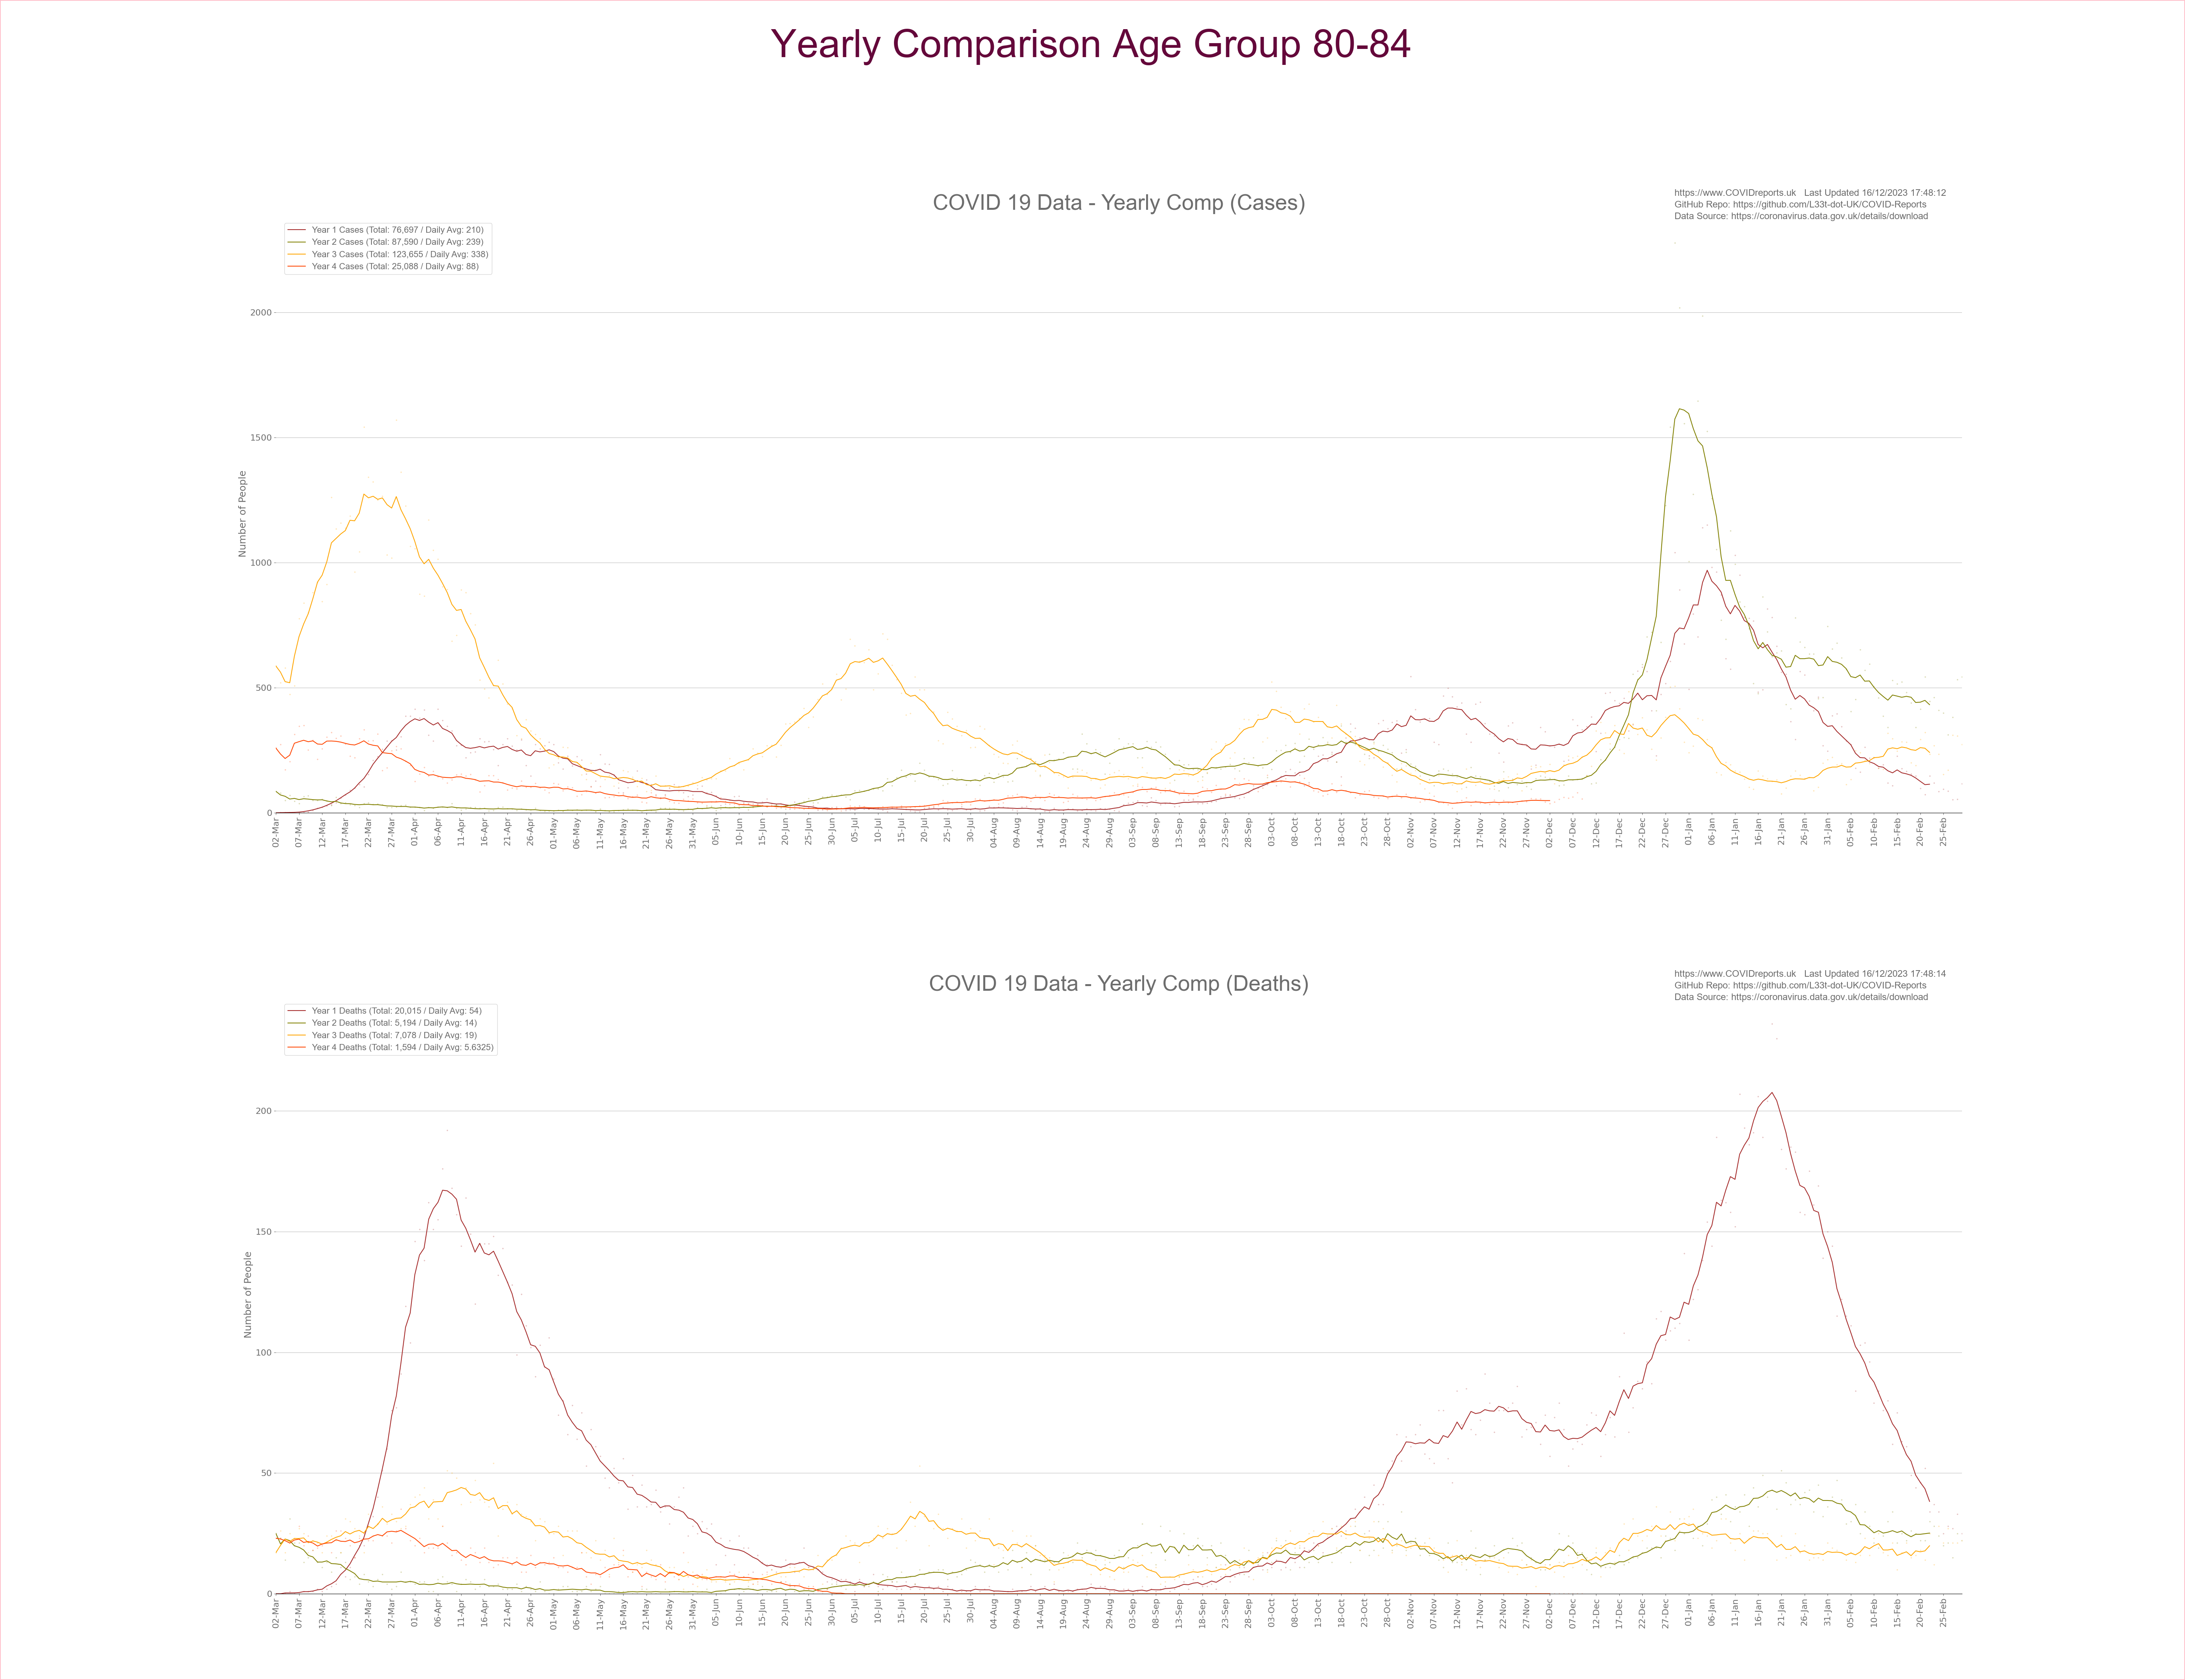 Yearly Comparison Age Group 80-84
COVID 19 Data - Yearly Comp (Cases)
https://www.COVIDreports.uk   Last Updated 16/12/2023 17:48:12
GitHub Repo: https://github.com/L33t-dot-UK/COVID-Reports
Data Source: https://coronavirus.data.gov.uk/details/download
Year 1 Cases (Total: 76,697 / Daily Avg: 210)
Year 2 Cases (Total: 87,590 / Daily Avg: 239)
Year 3 Cases (Total: 123,655 / Daily Avg: 338)
Year 4 Cases (Total: 25,088 / Daily Avg: 88)
Number of People
2000
1500
1000
500
0
02-Mar 07-Mar 12-Mar 17-Mar 22-Mar 27-Mar 01-Apr 06-Apr 11-Apr 16-Apr 21-Apr 26-Apr 01-May 06-May 11-May 16-May 21-May 26-May 31-May 05-Jun 10-Jun 15-Jun 20-Jun 25-Jun 30-Jun 05-Jul 10-Jul 15-Jul 20-Jul 25-Jul 30-Jul 04-Aug 09-Aug 14-Aug 19-Aug 24-Aug 29-Aug 03-Sep 08-Sep 13-Sep 18-Sep 23-Sep 28-Sep 03-Oct 08-Oct 13-Oct 18-Oct 23-Oct 28-Oct 02-Nov 07-Nov 12-Nov 17-Nov 22-Nov 27-Nov 02-Dec 07-Dec 12-Dec 17-Dec 22-Dec 27-Dec 01-Jan 06-Jan 11-Jan 16-Jan 21-Jan 26-Jan 31-Jan 05-Feb 10-Feb 15-Feb 20-Feb 25-Feb
COVID 19 Data - Yearly Comp (Deaths)
https://www.COVIDreports.uk   Last Updated 16/12/2023 17:48:14
GitHub Repo: https://github.com/L33t-dot-UK/COVID-Reports
Data Source: https://coronavirus.data.gov.uk/details/download
Year 1 Deaths (Total: 20,015 / Daily Avg: 54)
Year 2 Deaths (Total: 5,194 / Daily Avg: 14)
Year 3 Deaths (Total: 7,078 / Daily Avg: 19)
Year 4 Deaths (Total: 1,594 / Daily Avg: 5.6325)
Number of People
200
150
100
50
0
02-Mar 07-Mar 12-Mar 17-Mar 22-Mar 27-Mar 01-Apr 06-Apr 11-Apr 16-Apr 21-Apr 26-Apr 01-May 06-May 11-May 16-May 21-May 26-May 31-May 05-Jun 10-Jun 15-Jun 20-Jun 25-Jun 30-Jun 05-Jul 10-Jul 15-Jul 20-Jul 25-Jul 30-Jul 04-Aug 09-Aug 14-Aug 19-Aug 24-Aug 29-Aug 03-Sep 08-Sep 13-Sep 18-Sep 23-Sep 28-Sep 03-Oct 08-Oct 13-Oct 18-Oct 23-Oct 28-Oct 02-Nov 07-Nov 12-Nov 17-Nov 22-Nov 27-Nov 02-Dec 07-Dec 12-Dec 17-Dec 22-Dec 27-Dec 01-Jan 06-Jan 11-Jan 16-Jan 21-Jan 26-Jan 31-Jan 05-Feb 10-Feb 15-Feb 20-Feb 25-Feb